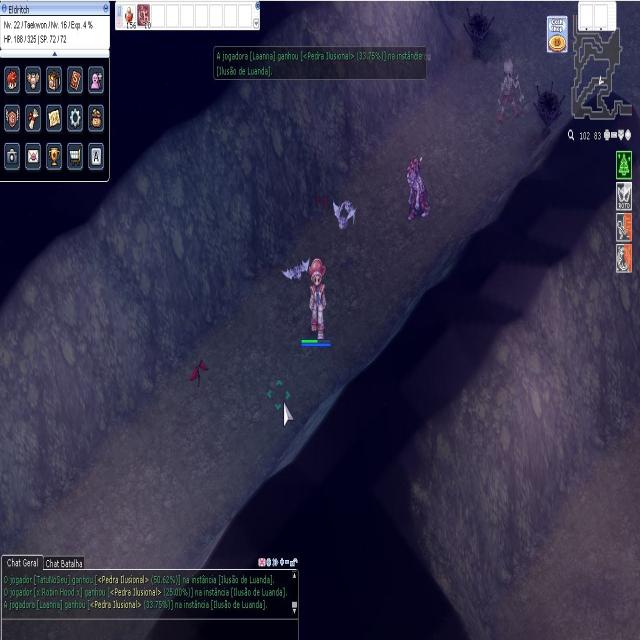 Eldritch
Nv. 22 / Taekwon / Nv. 16 / Exp. 4 %
HP. 188 / 325 | SP. 72 / 72
A jogadora [Laanna] ganhou [<Pedra Ilusional> (33.75%)] na instância
[Ilusão de Luanda].
102 83
Chat Geral Chat Batalha
O jogador [TatuNoSeu] ganhou [<Pedra Ilusional> (50.62%)] na instância [Ilusão de Luanda].
O jogador [x Robin Hood x] ganhou [<Pedra Ilusional> (25.00%)] na instância [Ilusão de Luanda].
A jogadora [Laanna] ganhou [<Pedra Ilusional> (33.75%)] na instância [Ilusão de Luanda].